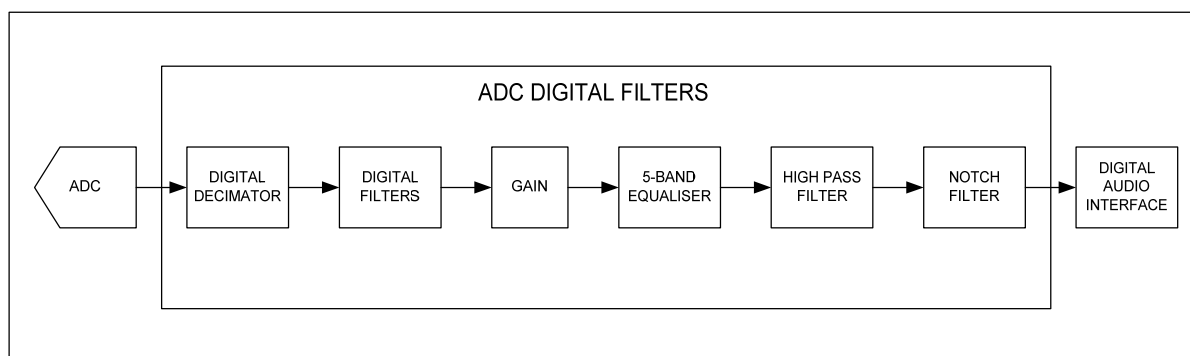 ADC DIGITAL FILTERS
ADC
DIGITAL
DECIMATOR
DIGITAL
FILTERS
GAIN
5-BAND
EQUALISER
HIGH PASS
FILTER
NOTCH
FILTER
DIGITAL
AUDIO
INTERFACE